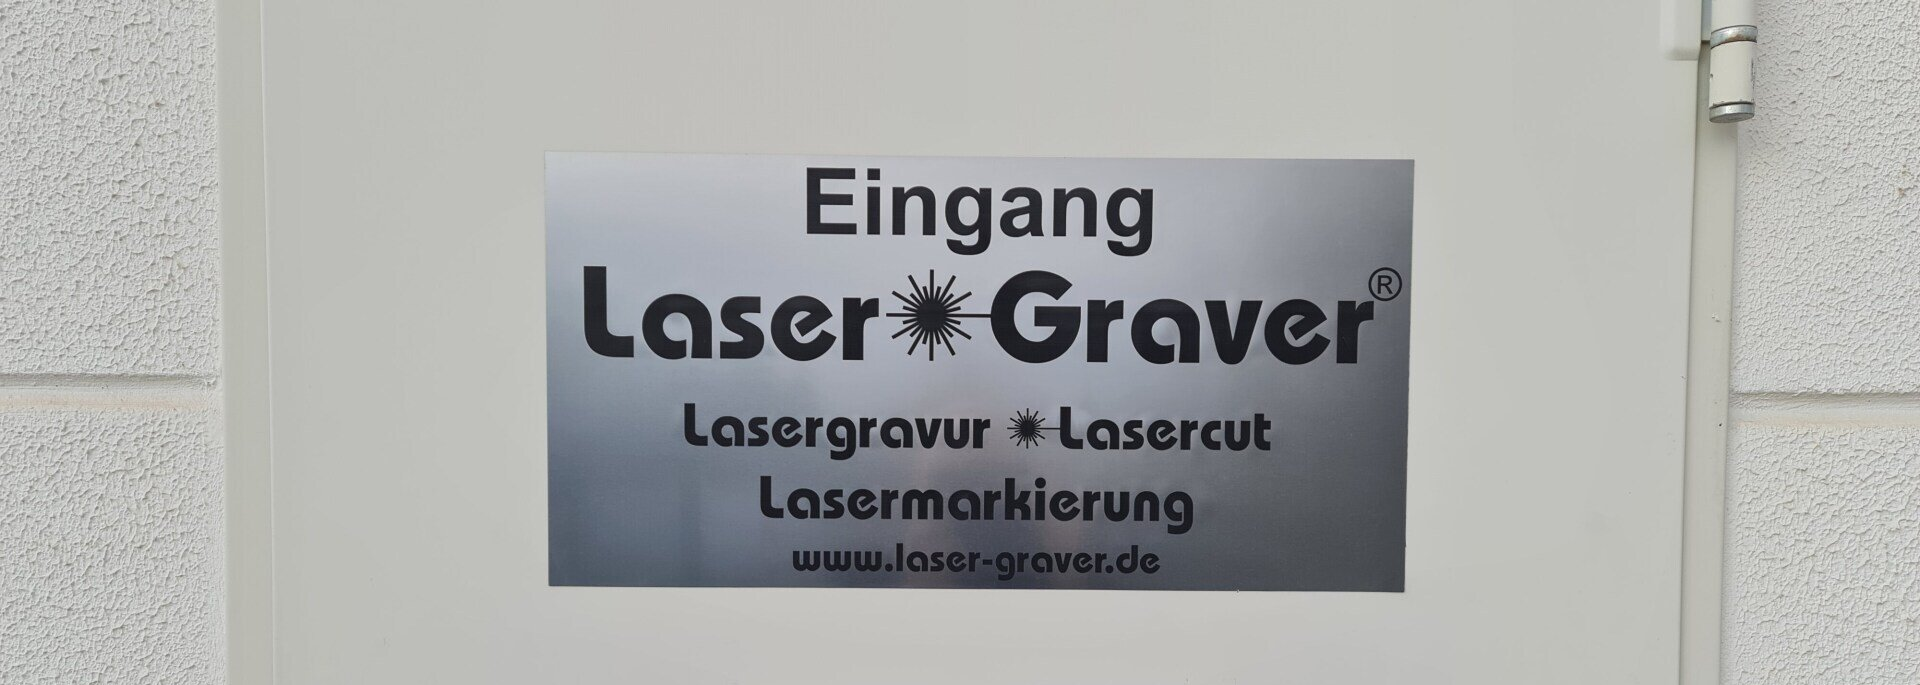 Eingang
Laser Graver®
Lasergravur Lasercut
Lasermarkierung
www.laser-graver.de